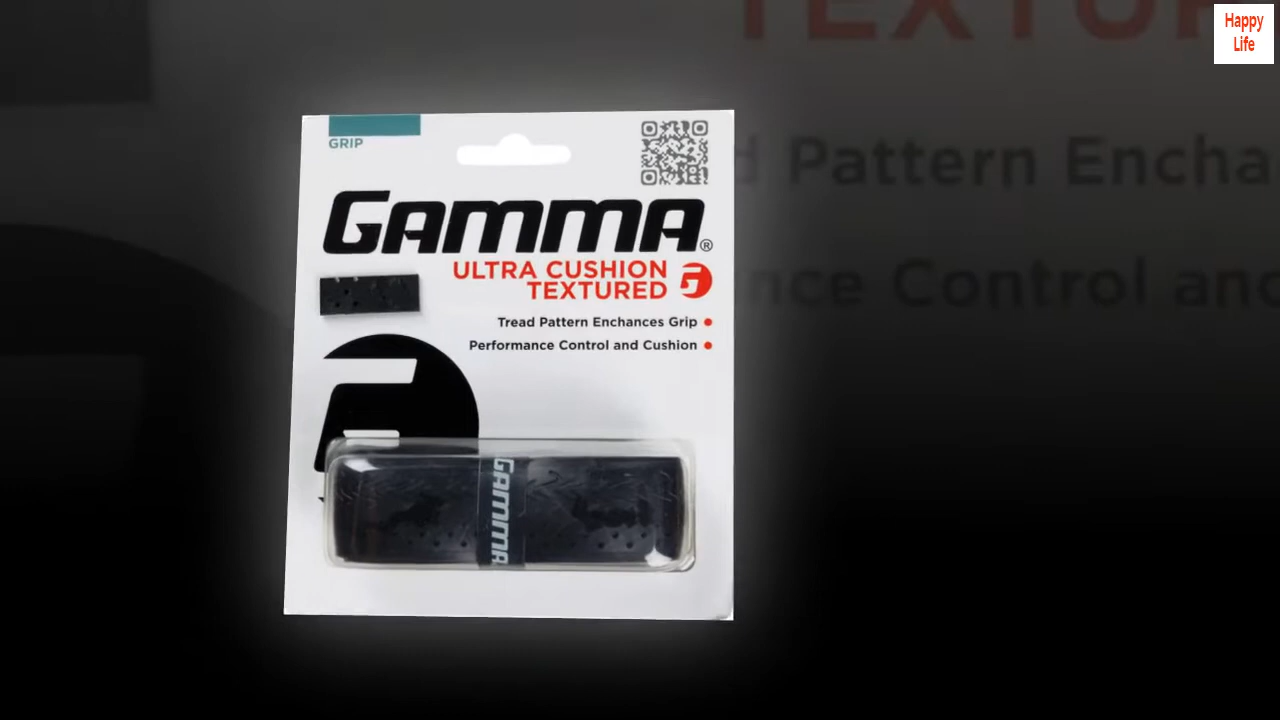 Happy
Life
TEXTUR
GRIP
GAMMA®
ULTRA CUSHION
TEXTURED
Tread Pattern Enchances Grip
Performance Control and Cushion
GAMMA
d Pattern Encha
nce Control and